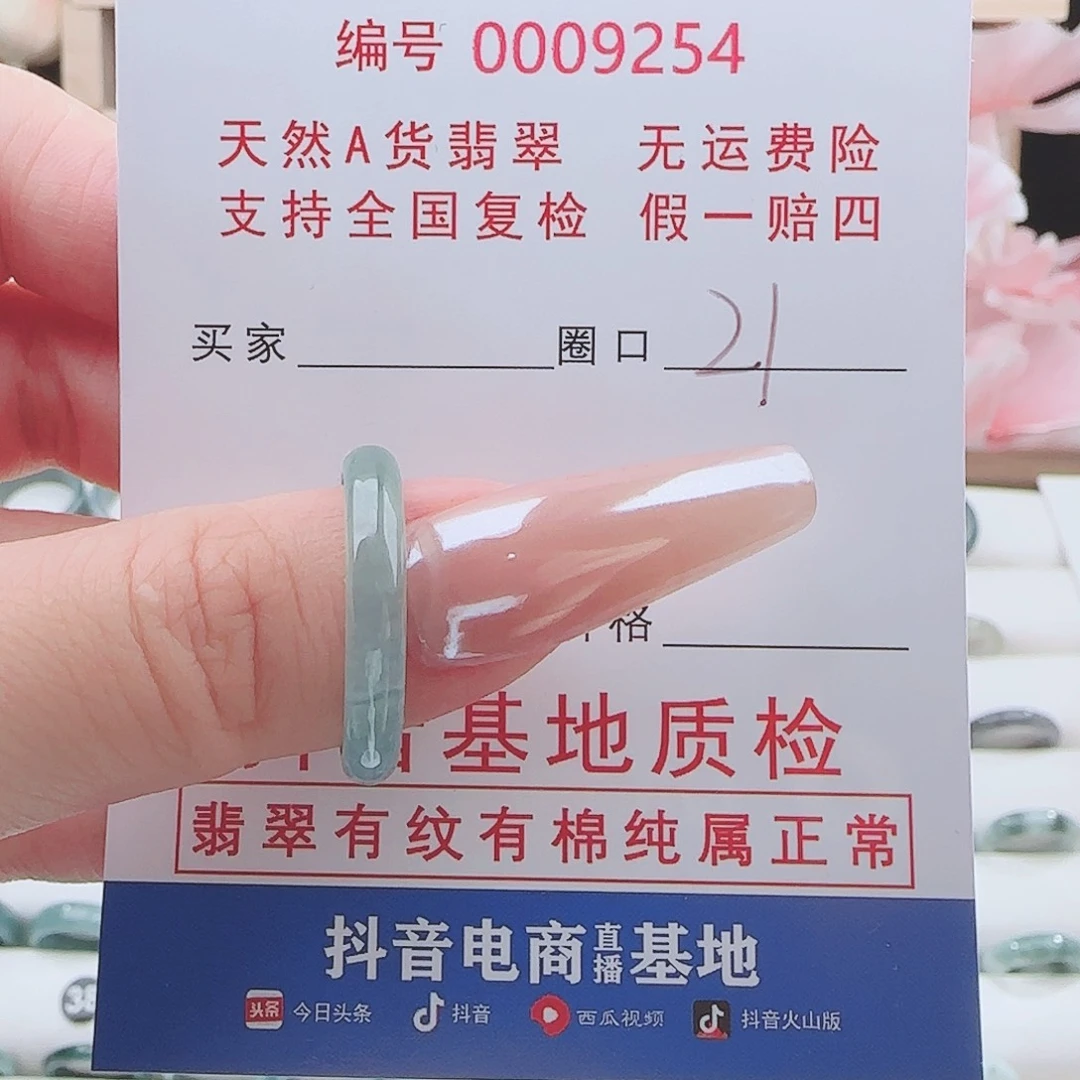 编号 0009254
天然A货翡翠 无运费险
支持全国复检 假一赔四
买家 圈口 21
格
基地质检
翡翠有纹有棉纯属正常
抖音电商直播基地
头条 今日头条 抖音 西瓜视频 抖音火山版